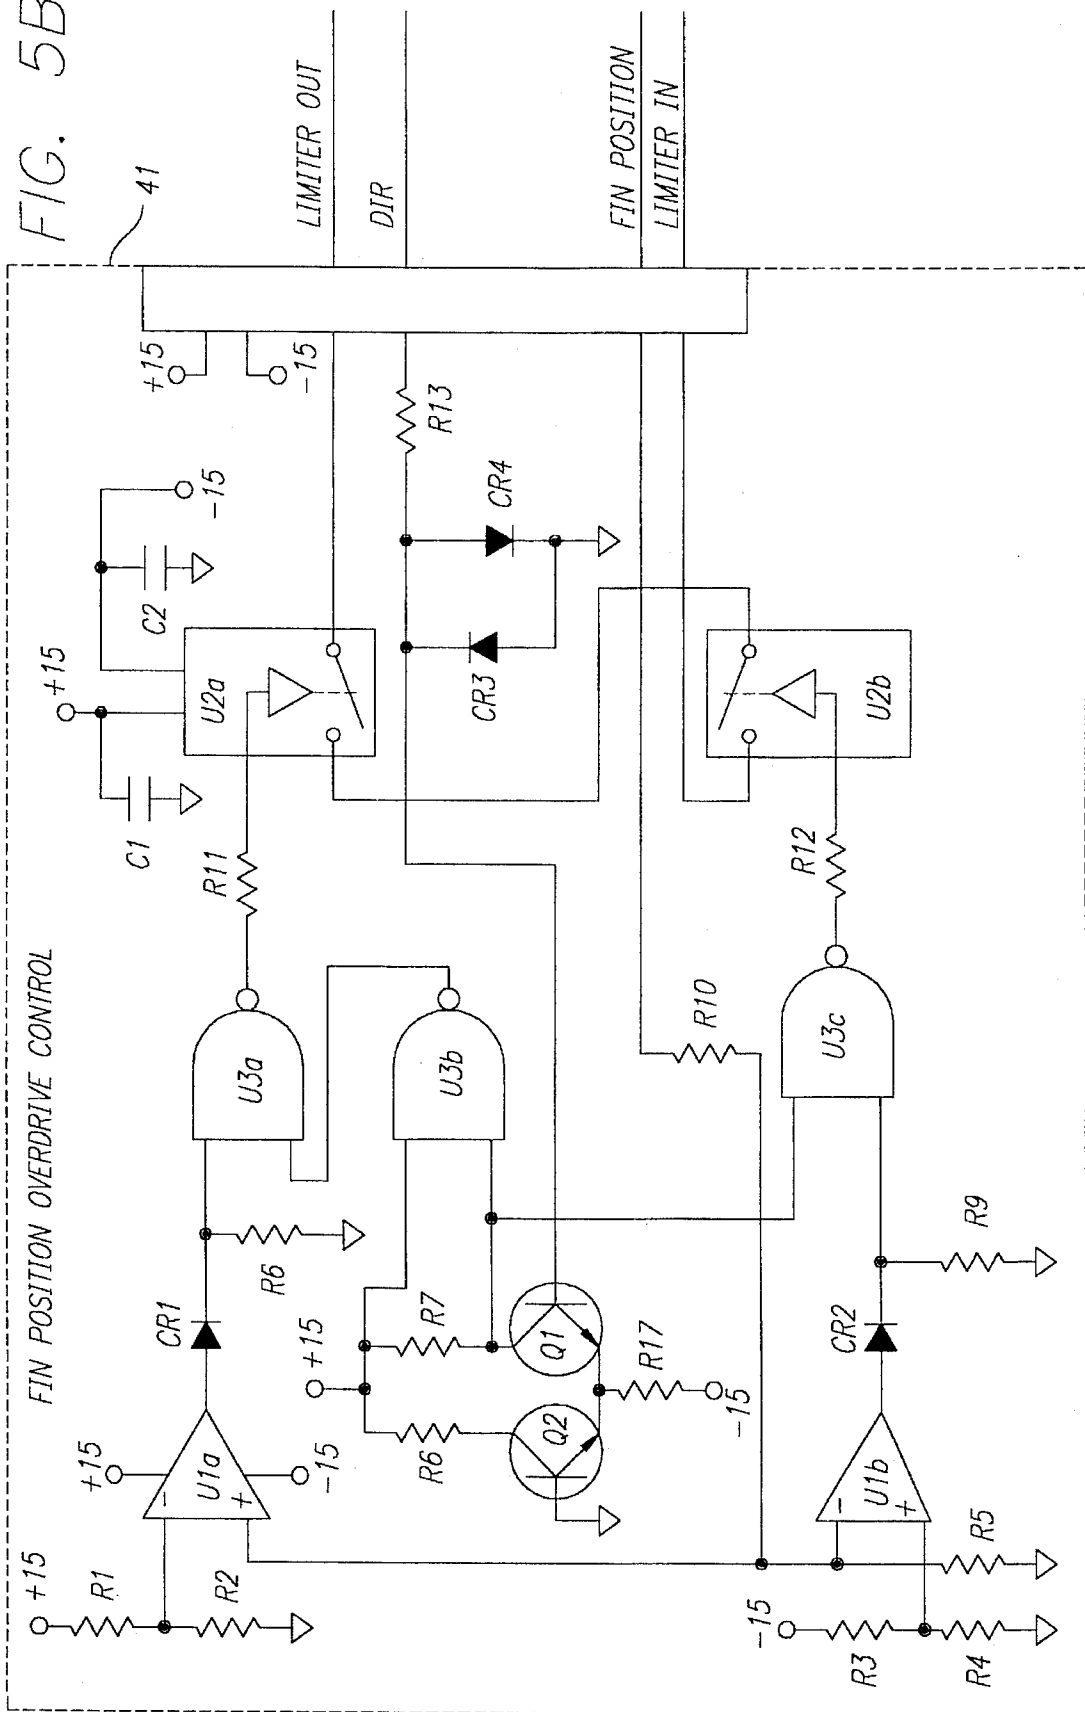 FIG. 5B
41
FIN POSITION OVERDRIVE CONTROL
LIMITER OUT
DIR
FIN POSITION
LIMITER IN
+15
R1
R2
+15
U1a
-
+
-15
CR1
R6
U3a
R11
C1
+15
U2a
C2
-15
+15
-15
+15
R6
R7
U3b
Q2
Q1
R17
-15
CR3
CR4
R13
R10
-15
R3
R4
U1b
-
+
R5
CR2
R9
U3c
R12
U2b